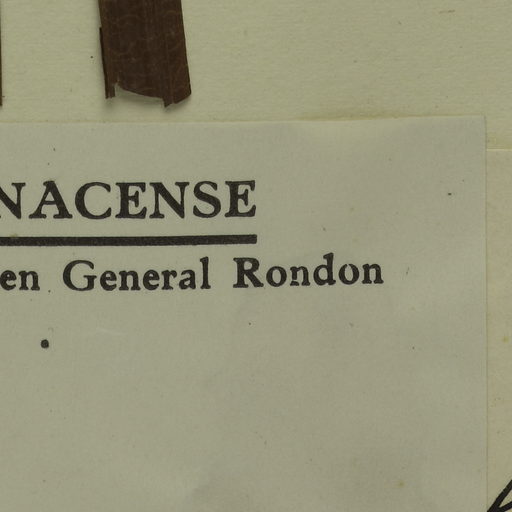 NACENSE
en General Rondon
.